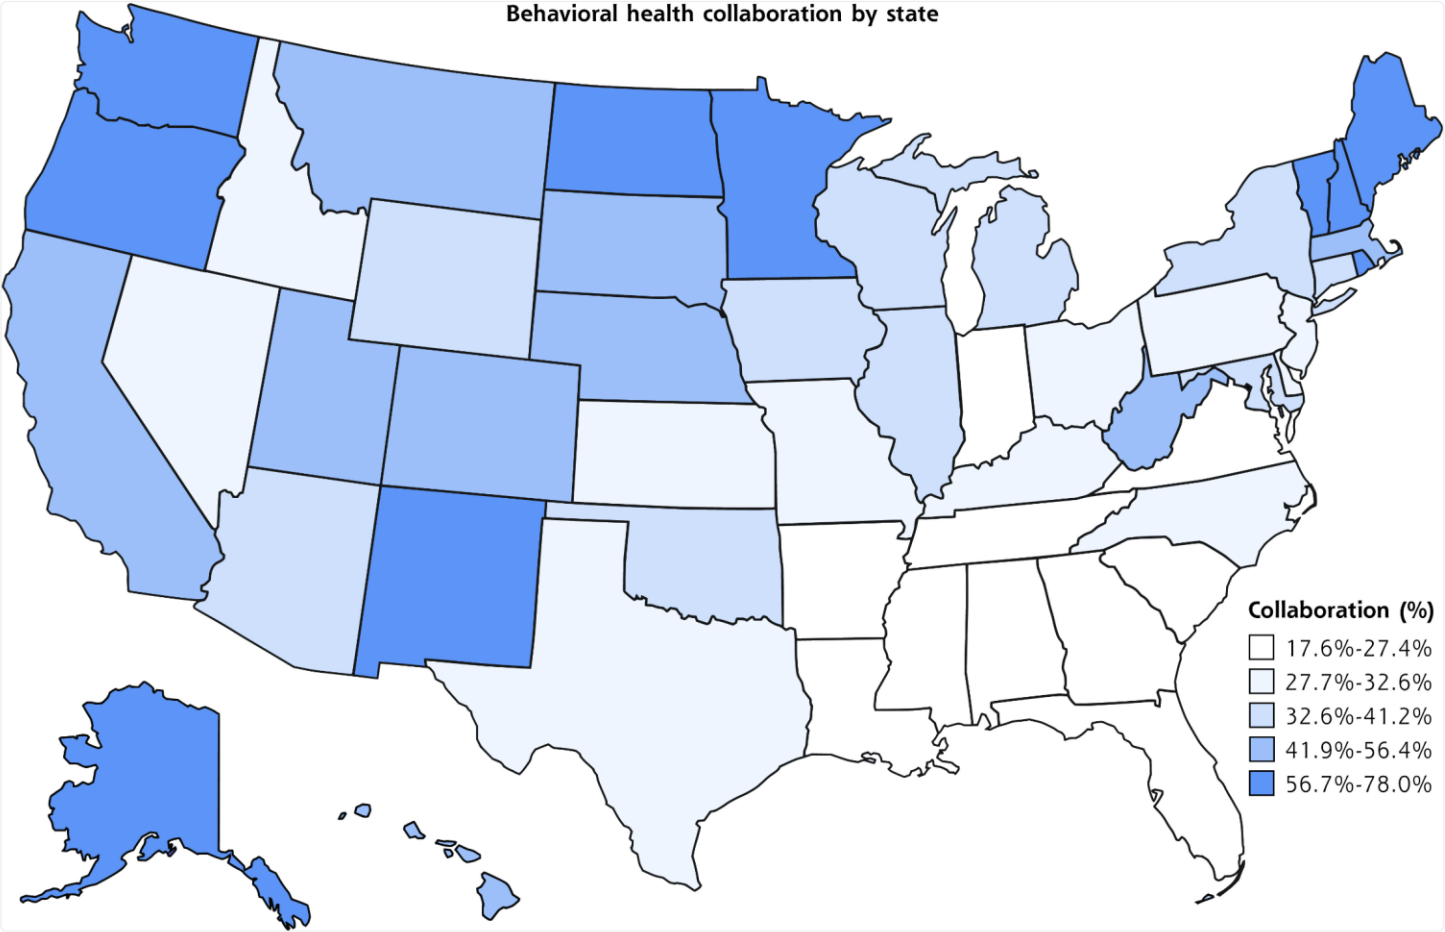 Behavioral health collaboration by state
Collaboration (%)
17.6%-27.4%
27.7%-32.6%
32.6%-41.2%
41.9%-56.4%
56.7%-78.0%